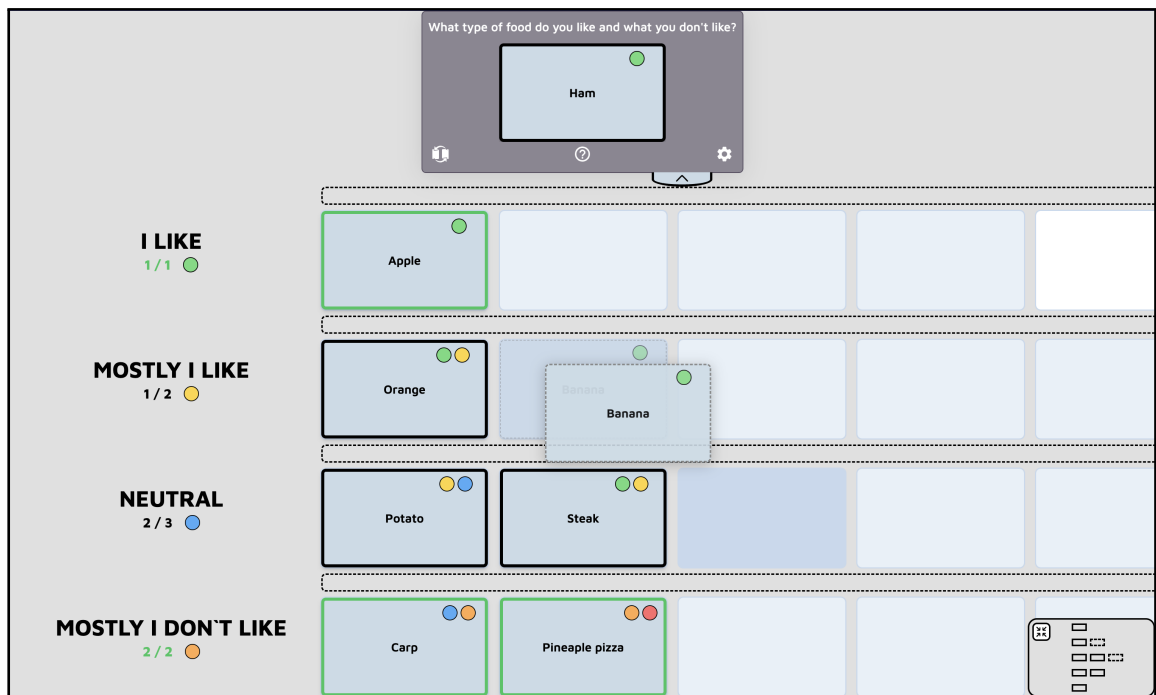 What type of food do you like and what you don't like?
Ham
I LIKE
1 / 1
Apple
MOSTLY I LIKE
1 / 2
Orange
Banana
Banana
NEUTRAL
2 / 3
Potato
Steak
MOSTLY I DON`T LIKE
2 / 2
Carp
Pineaple pizza